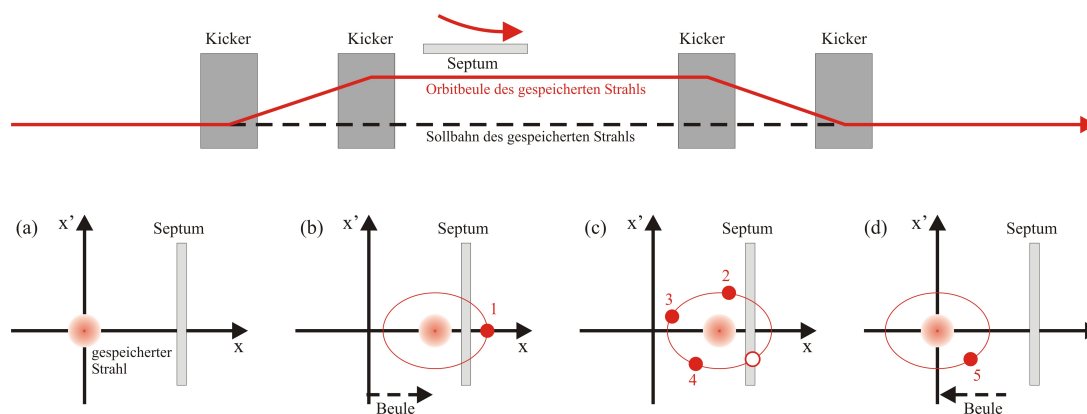 Kicker
Kicker
Septum
Kicker
Kicker
Orbitbeule des gespeicherten Strahls
Sollbahn des gespeicherten Strahls
(a)
x’
Septum
gespeicherter
Strahl
x
(b)
x’
Septum
1
x
Beule
(c)
x’
Septum
2
3
4
x
(d)
x’
Septum
5
x
Beule